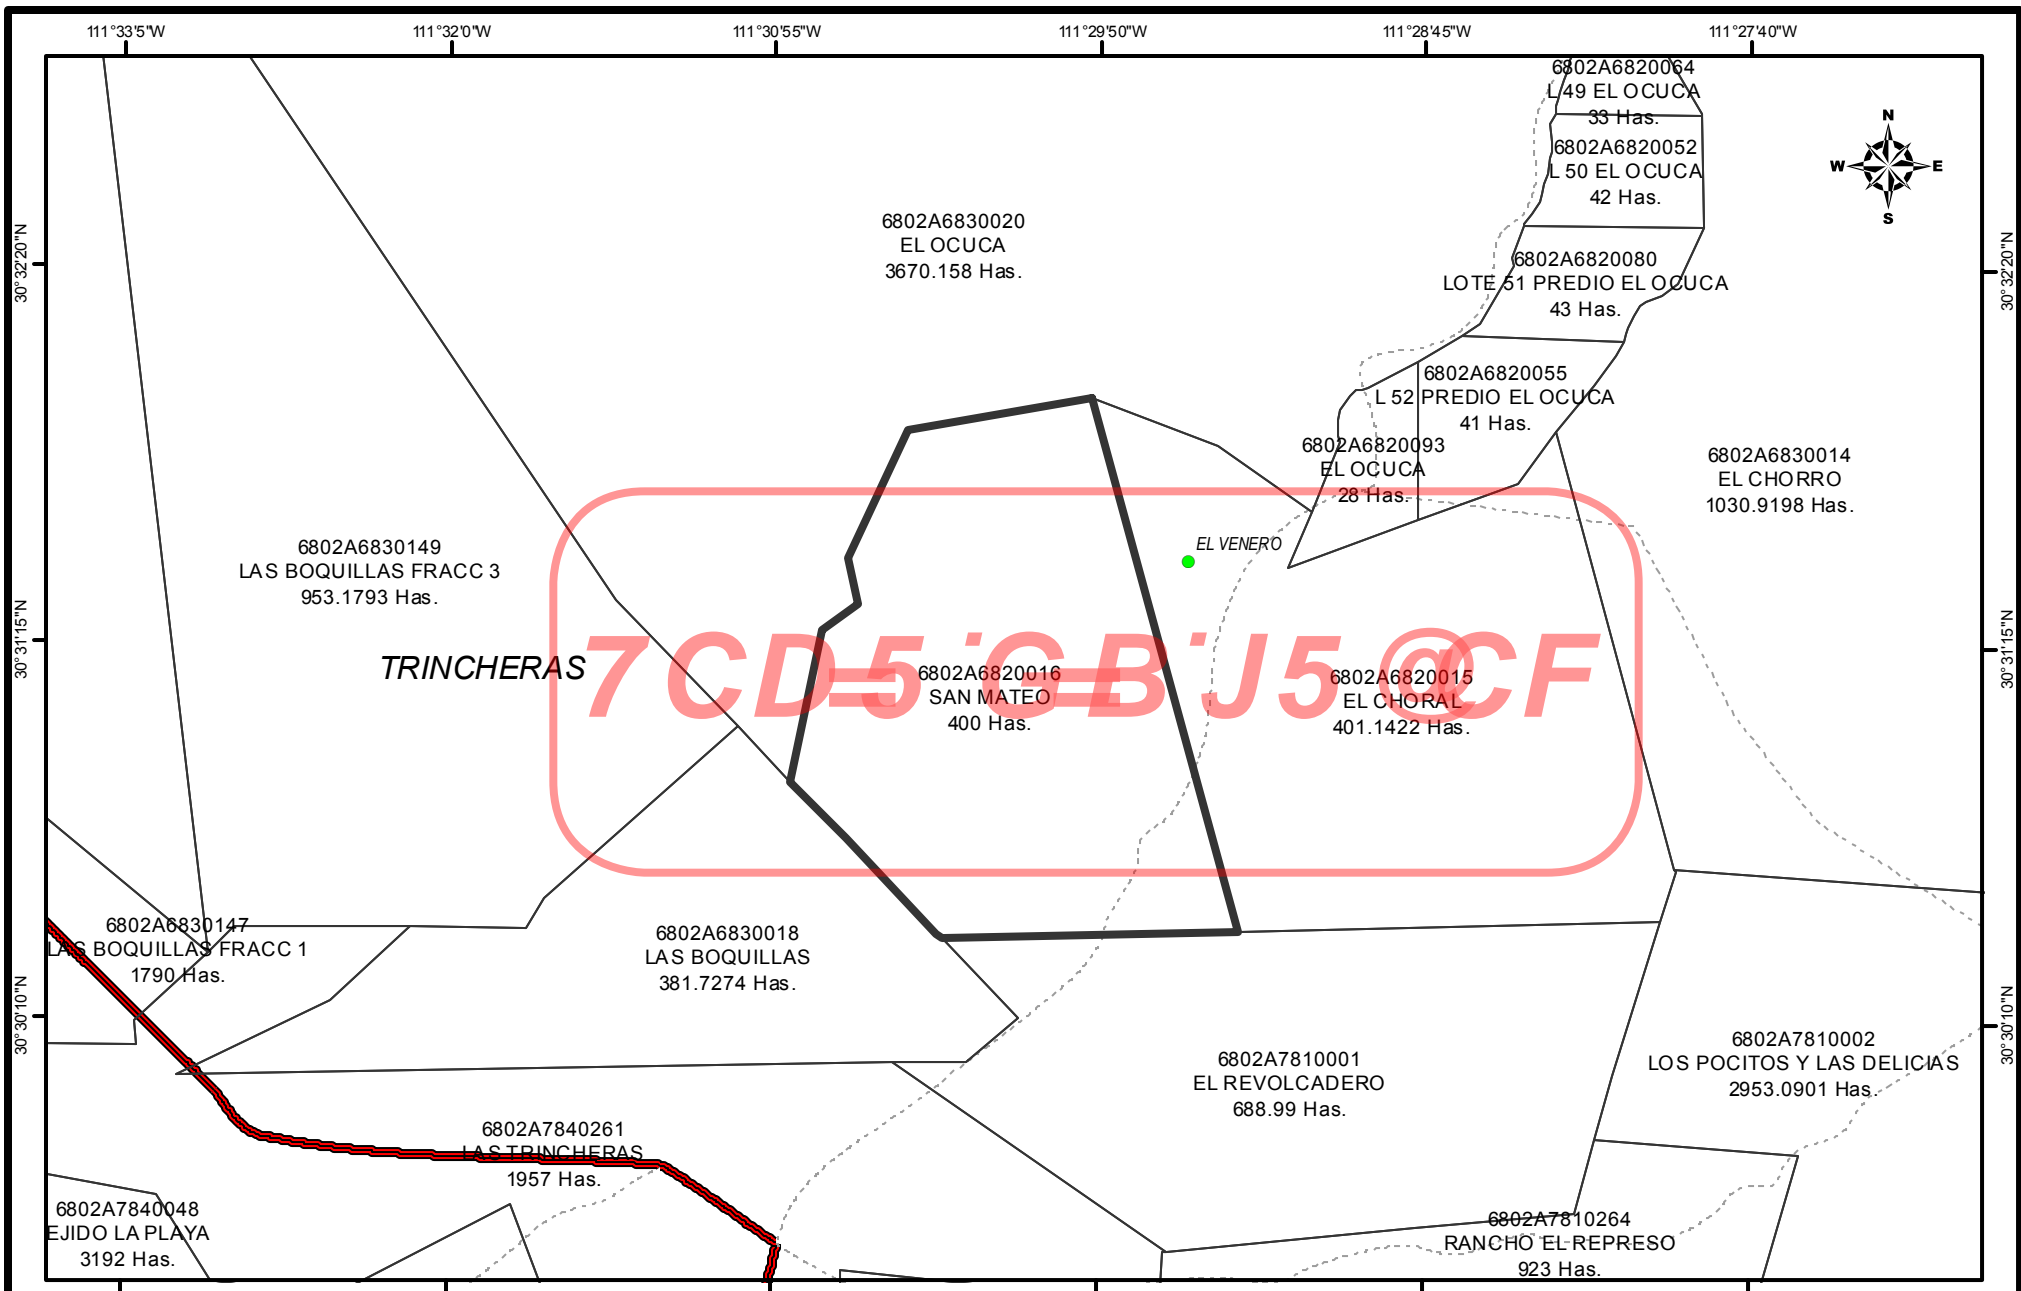 111°33'5"W
111°32'0"W
111°30'55"W
111°29'50"W
111°28'45"W
111°27'40"W
6802A6820064
L 49 EL OCUCA
33 Has.
N
W
E
S
6802A6820052
L 50 EL OCUCA
42 Has.
6802A6830020
EL OCUCA
3670.158 Has.
30°32'20"N
30°32'20"N
6802A6820080
LOTE 51 PREDIO EL OCUCA
43 Has.
6802A6820055
L 52 PREDIO EL OCUCA
41 Has.
6802A6820093
EL OCUCA
28 Has.
6802A6830014
EL CHORRO
1030.9198 Has.
EL VENERO
6802A6830149
LAS BOQUILLAS FRACC 3
953.1793 Has.
30°31'15"N
30°31'15"N
TRINCHERAS
7CD=5 ˙G=B˙J5@CF
6802A6820016
SAN MATEO
400 Has.
6802A6820015
EL CHORAL
401.1422 Has.
6802A6830147
LAS BOQUILLAS FRACC 1
1790 Has.
6802A6830018
LAS BOQUILLAS
381.7274 Has.
30°30'10"N
30°30'10"N
6802A7810001
EL REVOLCADERO
688.99 Has.
6802A7810002
LOS POCITOS Y LAS DELICIAS
2953.0901 Has.
6802A7840261
LAS TRINCHERAS
1957 Has.
6802A7840048
EJIDO LA PLAYA
3192 Has.
6802A7810264
RANCHO EL REPRESO
923 Has.